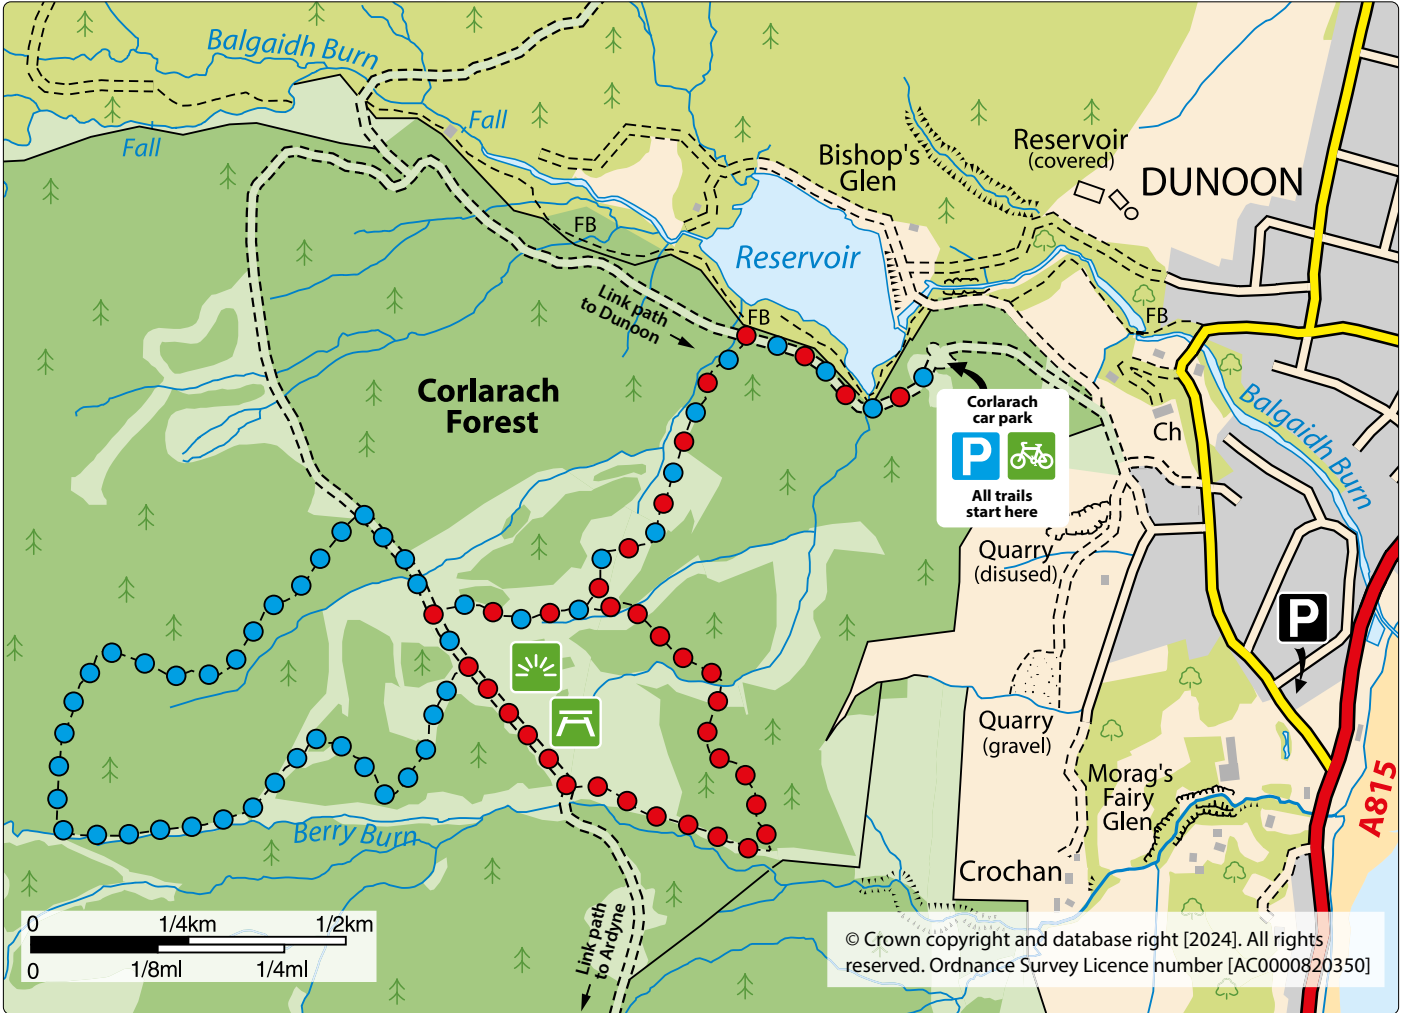 Balgaidh Burn
Fall
Fall
Reservoir
(covered)
Bishop's
Glen
DUNOON
FB
Reservoir
Link path
to Dunoon
FB
FB
Corlarach
Forest
Corlarach
car park
P
All trails
start here
Ch
Balgaidh Burn
Quarry
(disused)
P
Quarry
(gravel)
Morag's
Fairy
Glen
A815
Berry Burn
Crochan
Link path
to Ardyne
0 1/4km 1/2km
0 1/8ml 1/4ml
© Crown copyright and database right [2024]. All rights
reserved. Ordnance Survey Licence number [AC0000820350]